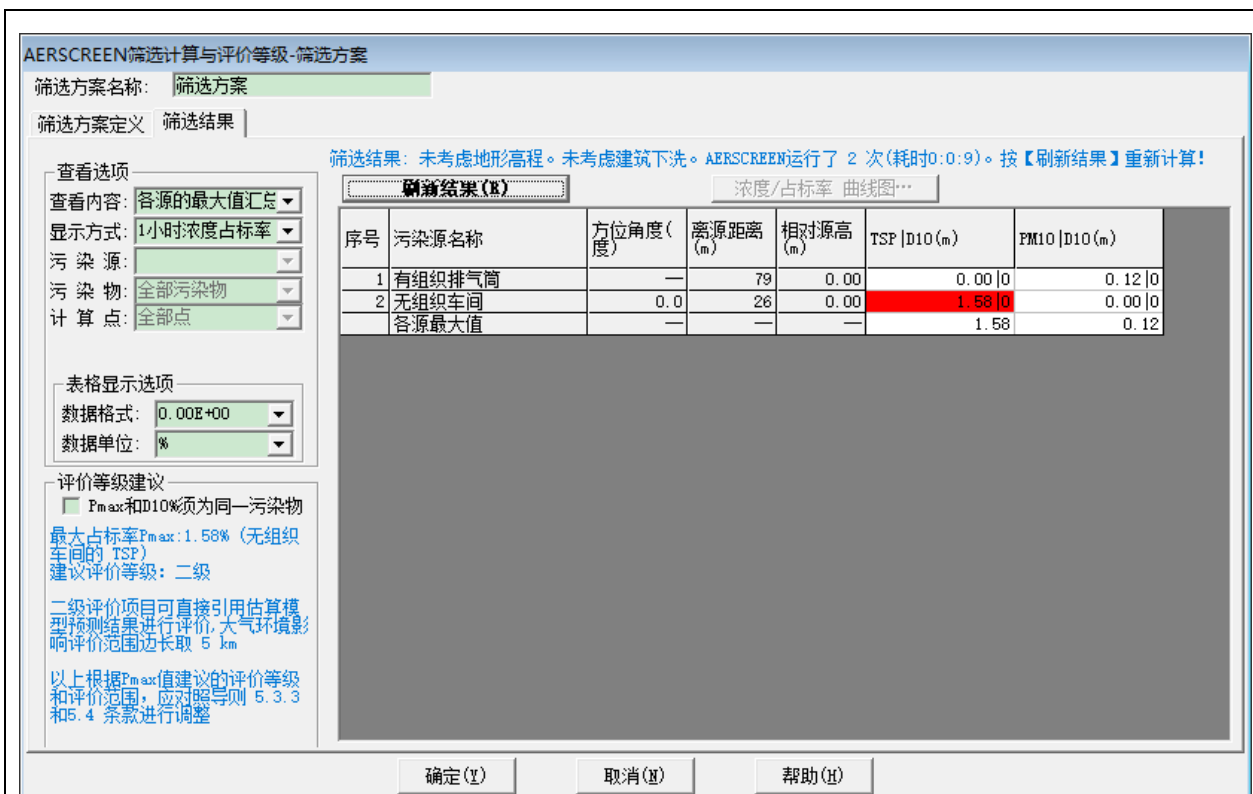 AERSCREEN筛选计算与评价等级-筛选方案
筛选方案名称: 筛选方案
筛选方案定义 筛选结果
筛选结果: 未考虑地形高程。未考虑建筑下洗。AERSCREEN运行了 2 次(耗时0:0:9)。按【刷新结果】重新计算!
刷新结果(R) 浓度/占标率 曲线图…
查看选项
查看内容: 各源的最大值汇总
显示方式: 1小时浓度占标率
污 染 源:
污 染 物: 全部污染物
计 算 点: 全部点
序号 污染源名称 方位角度(度) 离源距离(m) 相对源高(m) TSP|D10(m) PM10|D10(m)
1 有组织排气筒 — 79 0.00 0.00|0 0.12|0
2 无组织车间 0.0 26 0.00 1.58|0 0.00|0
各源最大值 — — — 1.58 0.12
表格显示选项
数据格式: 0.00E+00
数据单位: %
评价等级建议
Pmax和D10%须为同一污染物
最大占标率Pmax:1.58% (无组织
车间的 TSP)
建议评价等级: 二级
二级评价项目可直接引用估算模
型预测结果进行评价,大气环境影
响评价范围边长取 5 km
以上根据Pmax值建议的评价等级
和评价范围，应对照导则 5.3.3
和5.4 条款进行调整
确定(Y) 取消(N) 帮助(H)